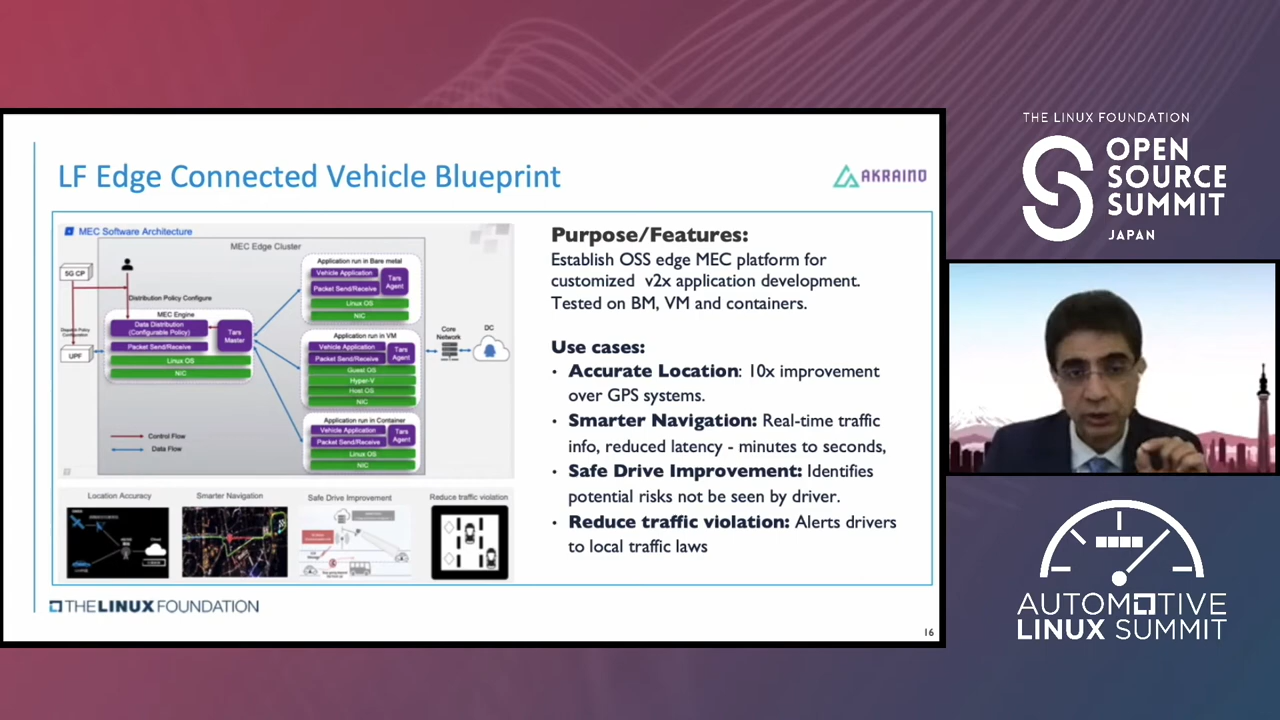 LF Edge Connected Vehicle Blueprint
AKRAINO
MEC Software Architecture
MEC Edge Cluster
5G CP
Distribution Policy Configure
MEC Engine
Data Distribution
(Configurable Policy)
Tars
Master
Packet Send/Receive
Linux OS
NIC
UPF
Control Flow
Data Flow
Application run in Bare metal
Vehicle Application
Packet Send/Receive
Tars
Agent
Linux OS
NIC
Application run in VM
Vehicle Application
Packet Send/Receive
Tars
Agent
Guest OS
Hyper-V
Host OS
NIC
Application run in Container
Vehicle Application
Packet Send/Receive
Tars
Agent
Linux OS
NIC
Core
Network
DC
Location Accuracy
Smarter Navigation
Safe Drive Improvement
Reduce traffic violation
Purpose/Features:
Establish OSS edge MEC platform for
customized v2x application development.
Tested on BM, VM and containers.
Use cases:
• Accurate Location: 10x improvement
over GPS systems.
• Smarter Navigation: Real-time traffic
info, reduced latency - minutes to seconds,
• Safe Drive Improvement: Identifies
potential risks not be seen by driver.
• Reduce traffic violation: Alerts drivers
to local traffic laws
THE LINUX FOUNDATION
16
THE LINUX FOUNDATION
OPEN
SOURCE
SUMMIT
JAPAN
AUTOMOTIVE
LINUX SUMMIT